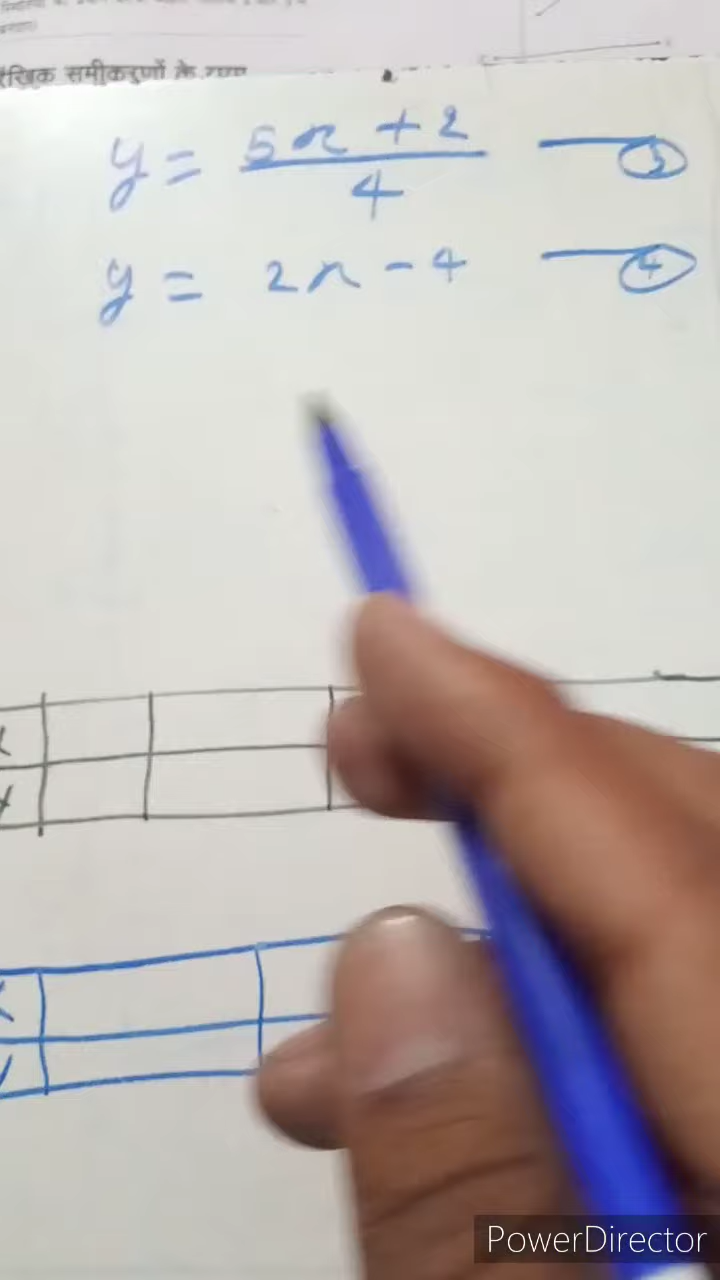 समीकरणों के
y = 5x + 2 / 4 — 3
y = 2x - 4 — 4
x
y
x
y
PowerDirector